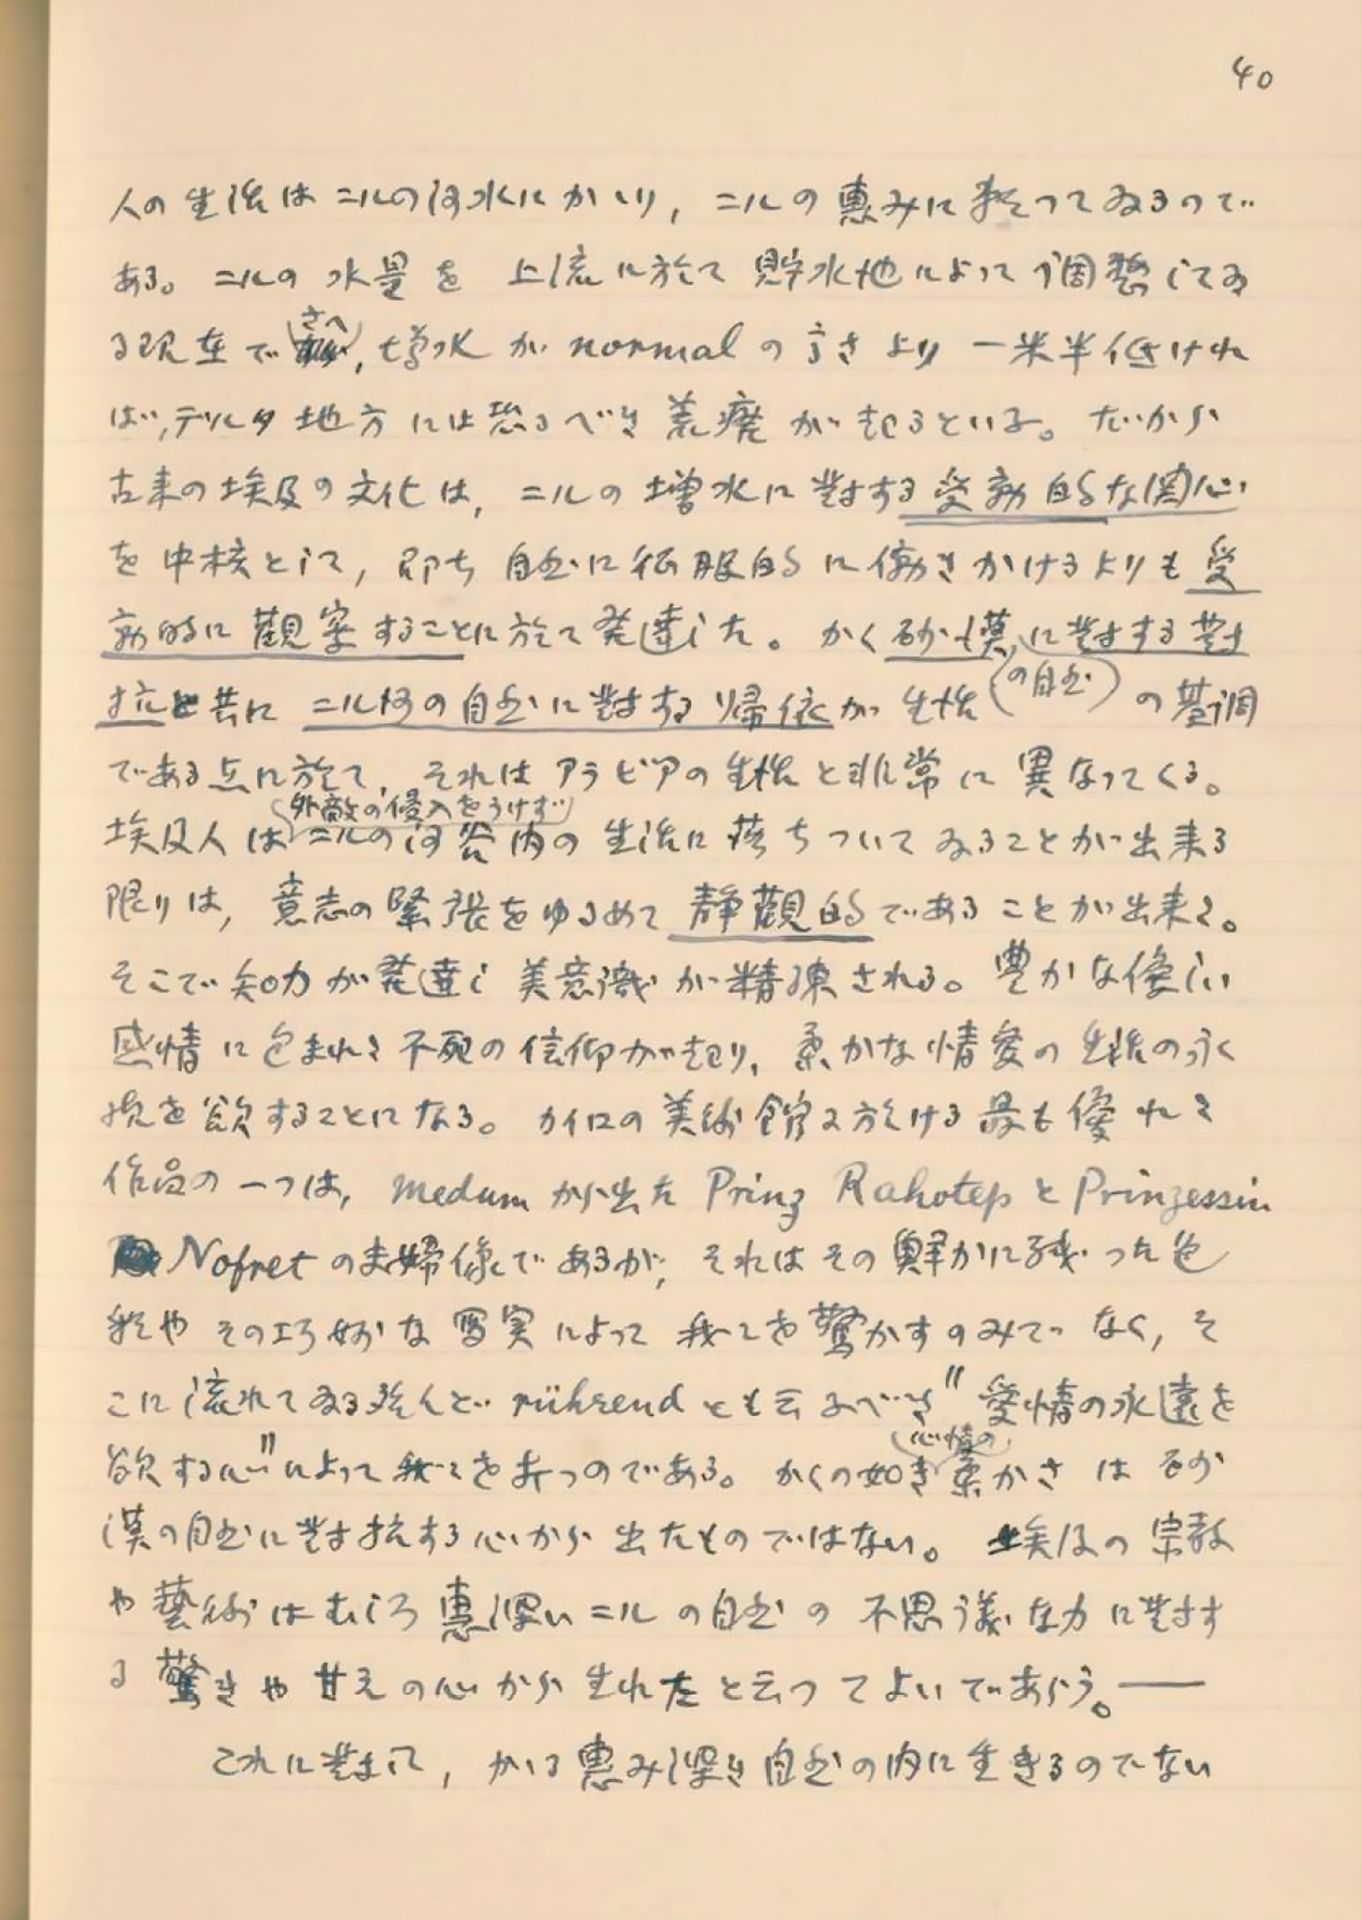 40
人の生活はニルの河水にかゝり，ニルの惠みに頼つてゐるので
ある。ニルの水量を上流に於て貯水地によつて調整してゐ
る現在でさへ，増水が normal の高さより一米半低けれ
ば，デルタ地方には恐るべき荒廃が起るといふ。だから
古来の埃及の文化は，ニルの増水に対する受動的な関心
を中核として，即ち自然に征服的に働きかけるよりも受
動的に觀察することに於て発達した。かく砂漠の自然に対する対
抗と共にニル河の自然に対する帰依が生活の基調
である点に於て，それはアラビアの生活と非常に異なってくる。
埃及人は外敵の侵入をうけずニルの河谷内の生活に落ちついてゐることが出来る
限りは，意志の緊張をゆるめて靜觀的であることが出来た。
そこで知力が発達し美意識が精凍される。豊かな優しい
感情に包まれた不死の信仰が起り，柔かな情愛の生活の永
抗を欲することになる。カイロの美術館に於ける最も優れた
作品の一つは，Medum から出た Prinz Rahotep と Prinzessin
Nofret の夫婦像であるが，それはその鮮かに残つた色
彩やその巧妙な写実によつて我々を驚かすのみでなく，そ
こに流れてゐる殆んど rührend とも云ふべき〃愛情の永遠を
欲する心〃によつて我々を打つのである。かくの如き心情の柔かさは砂
漠の自然に対抗する心から出たものではない。埃及の宗教
や藝術はむしろ惠深いニルの自然の不思議な力に対す
る驚きや甘えの心から生れたと云つてよいであらう。——
これに対して，かゝる惠み深き自然の内に生きるのでない